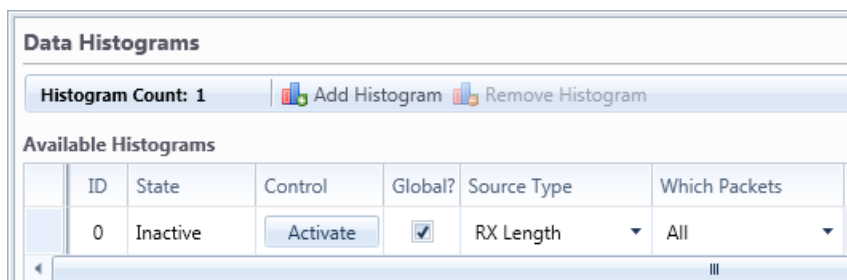 Data Histograms
Histogram Count: 1 Add Histogram Remove Histogram
Available Histograms
ID State Control Global? Source Type Which Packets
0 Inactive Activate RX Length All